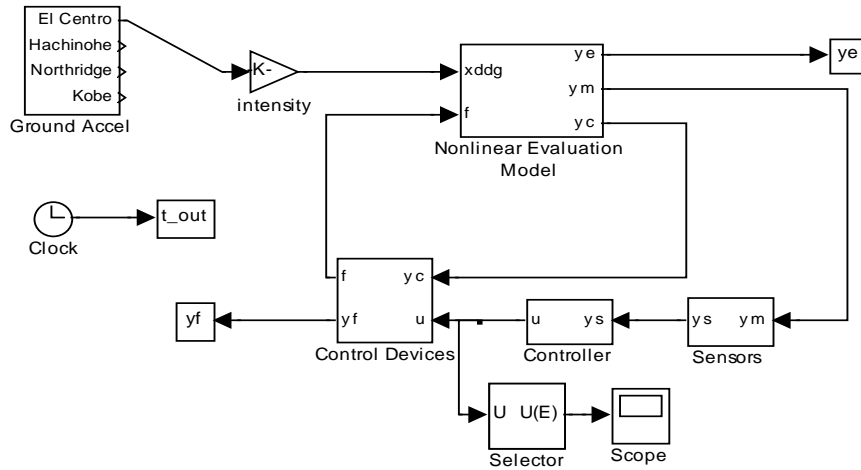 El Centro
Hachinohe
Northridge
Kobe
Ground Accel
K-
intensity
xddg
f
ye
ym
yc
Nonlinear Evaluation
Model
ye
Clock
t_out
yf
f
yf
yc
u
Control Devices
u
ys
Controller
ys
ym
Sensors
U
U(E)
Selector
Scope